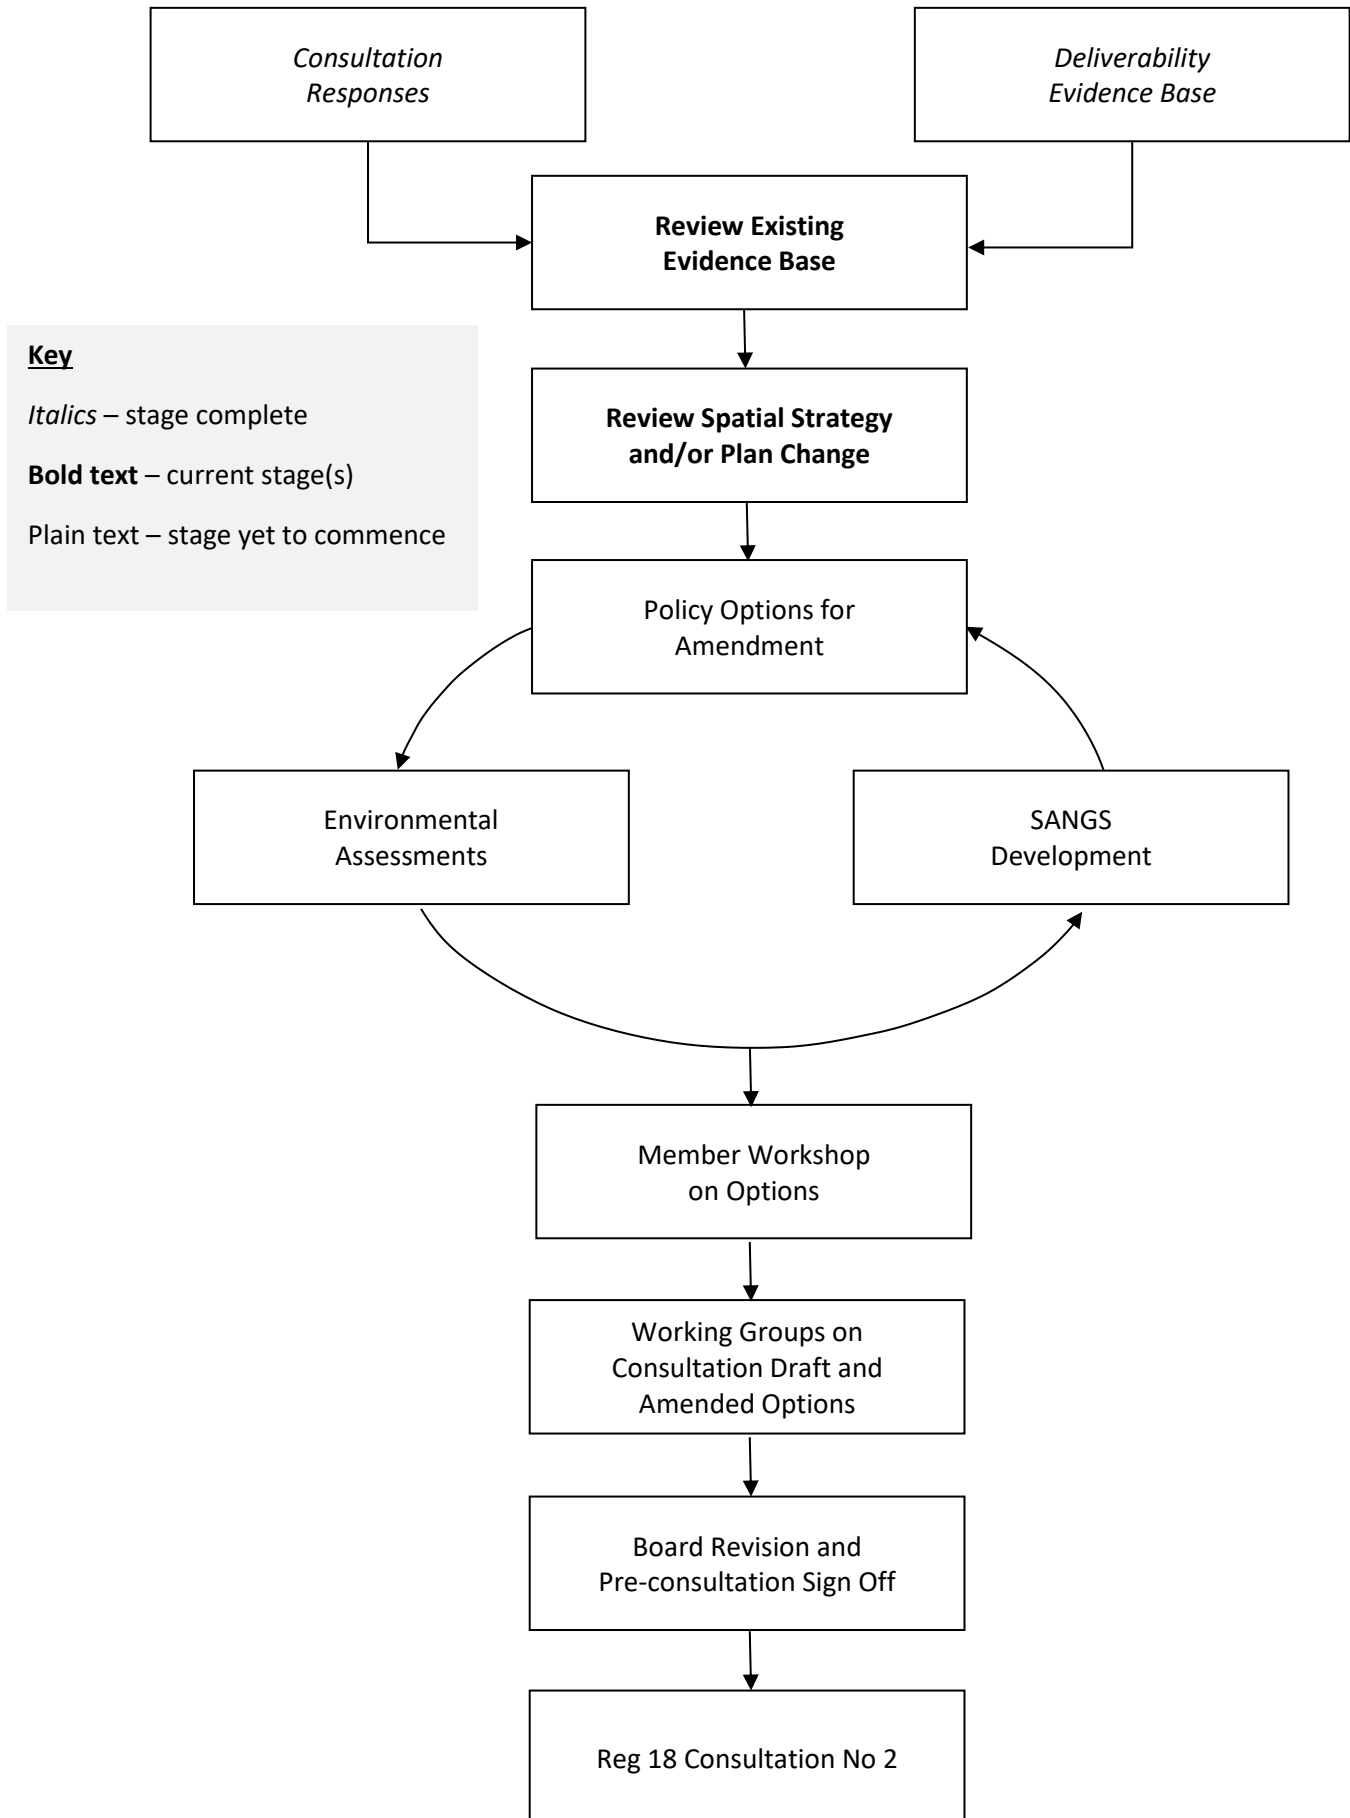 Consultation
Responses
Deliverability
Evidence Base
Review Existing
Evidence Base
Key
Italics – stage complete
Bold text – current stage(s)
Plain text – stage yet to commence
Review Spatial Strategy
and/or Plan Change
Policy Options for
Amendment
Environmental
Assessments
SANGS
Development
Member Workshop
on Options
Working Groups on
Consultation Draft and
Amended Options
Board Revision and
Pre-consultation Sign Off
Reg 18 Consultation No 2